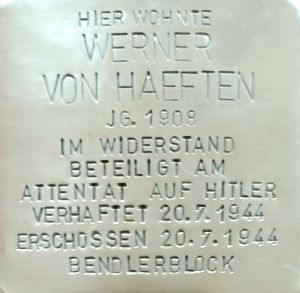 HIER WOHNTE
WERNER
VON HAEFTEN
JG. 1908
IM WIDERSTAND
BETEILIGT AM
ATTENTAT AUF HITLER
VERHAFTET 20.7.1944
ERSCHOSSEN 20.7.1944
BENDLERBLOCK